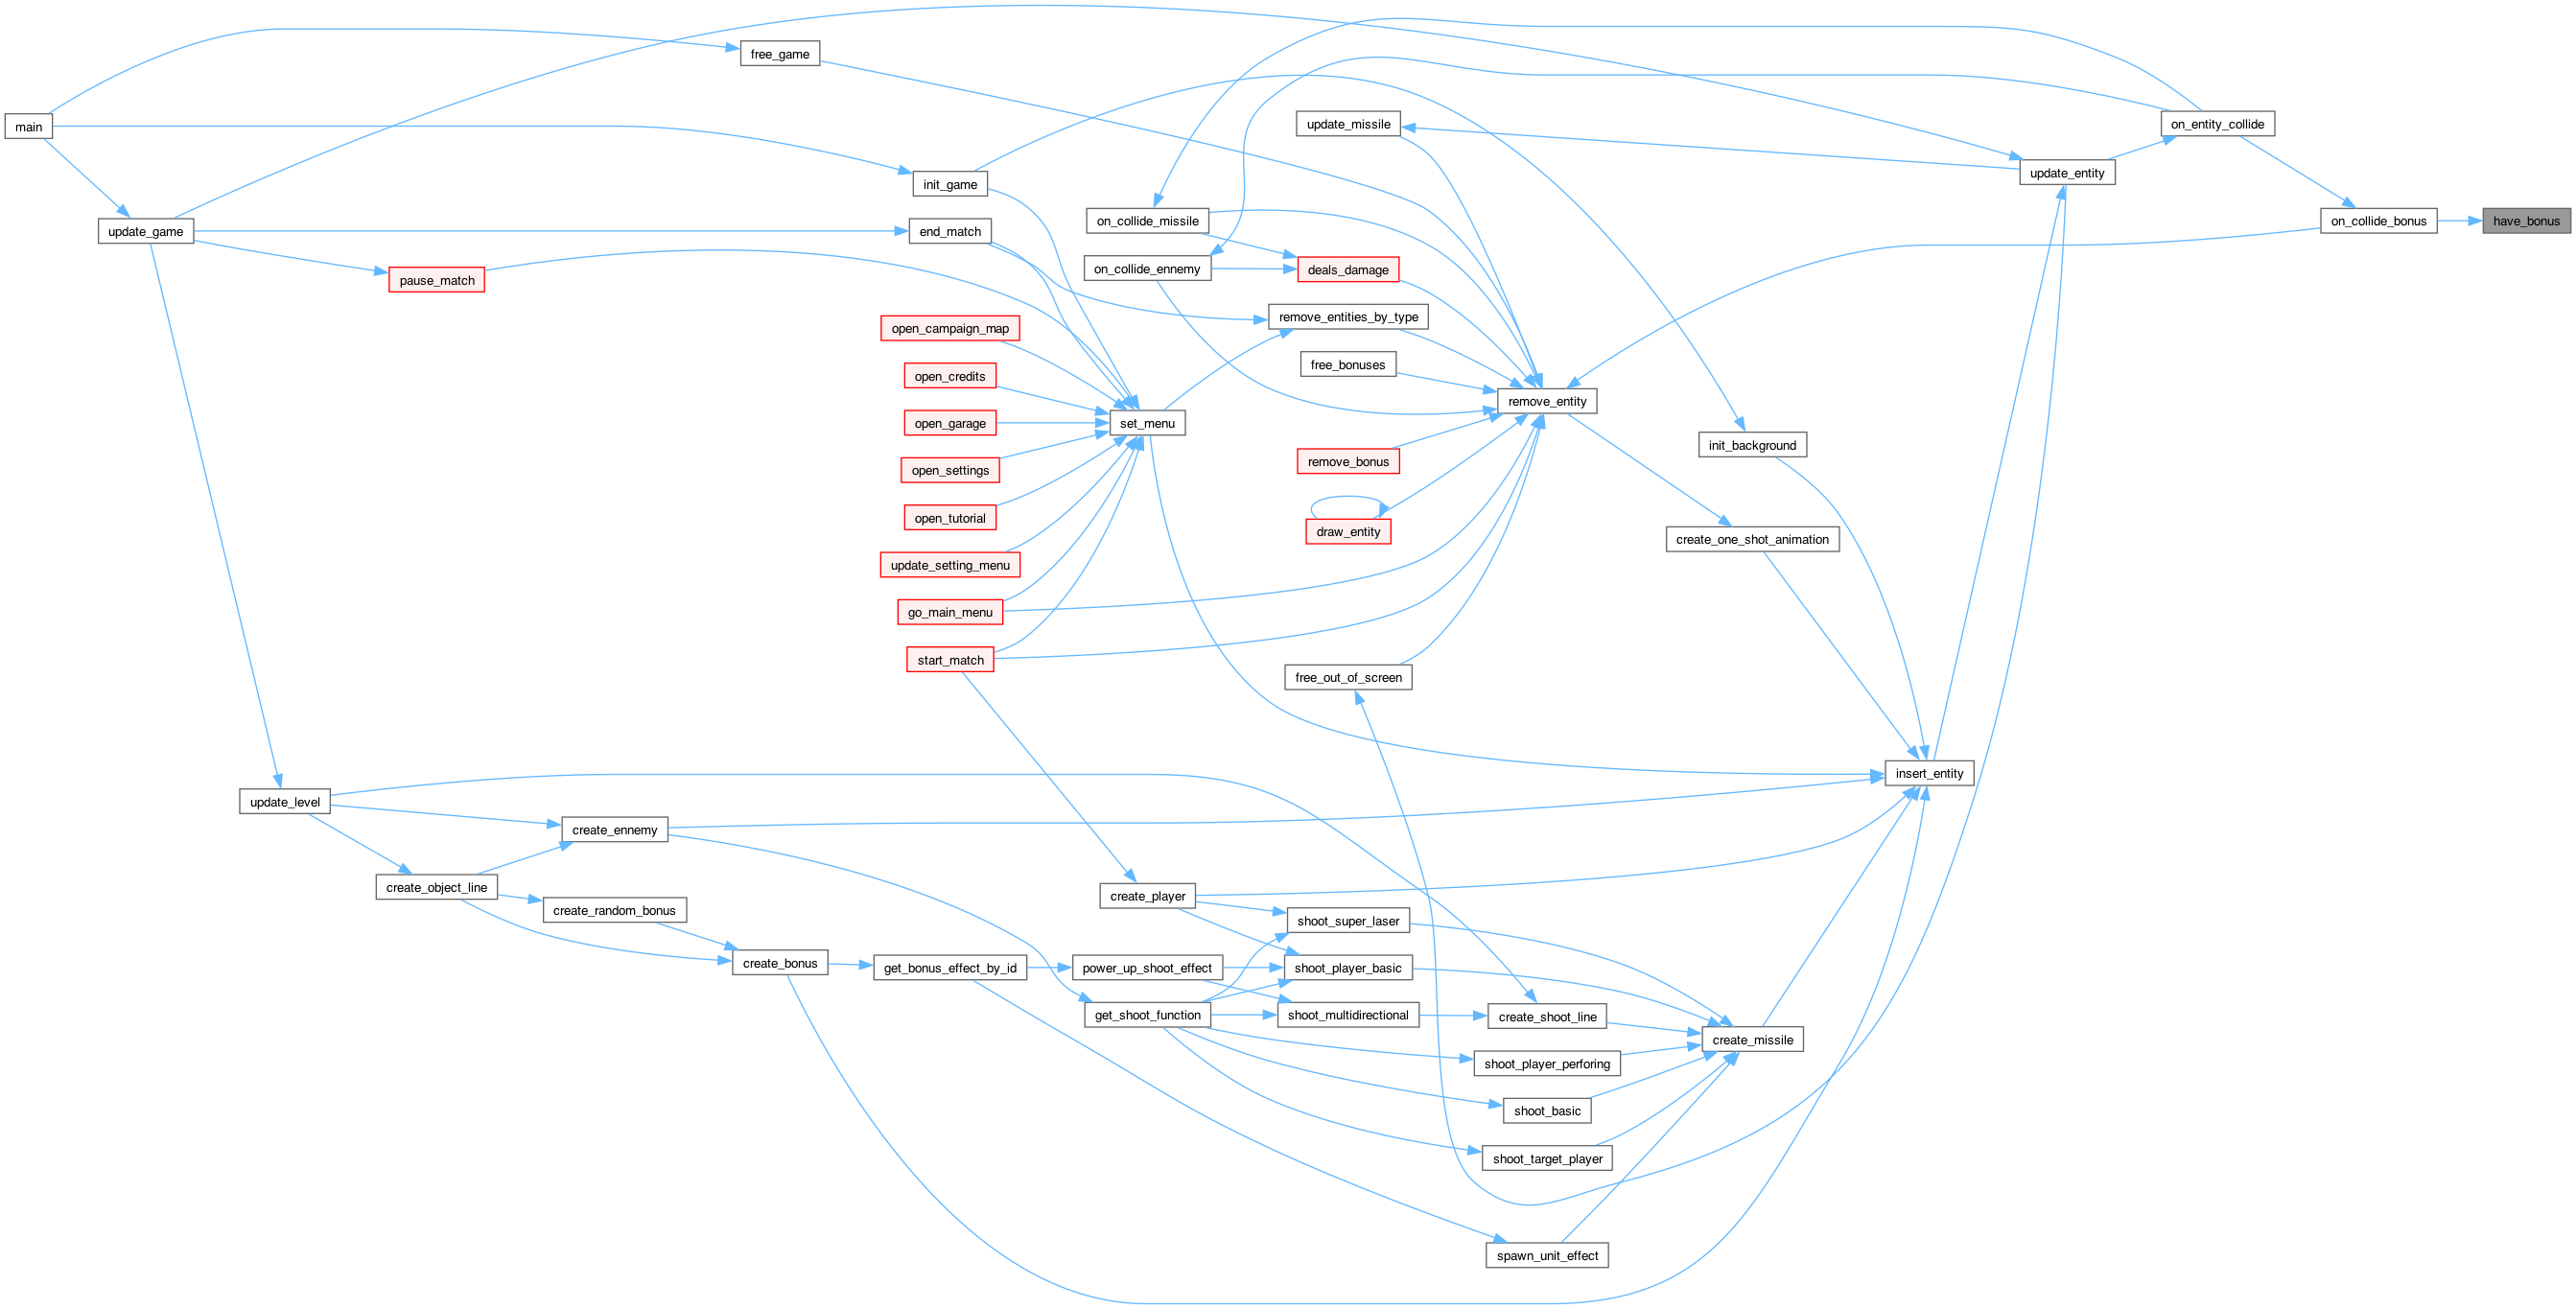 free_game
main
update_missile
on_entity_collide
update_entity
init_game
on_collide_missile
on_collide_bonus
have_bonus
update_game
end_match
on_collide_ennemy
deals_damage
pause_match
remove_entities_by_type
open_campaign_map
free_bonuses
open_credits
remove_entity
open_garage
set_menu
init_background
open_settings
remove_bonus
open_tutorial
draw_entity
create_one_shot_animation
update_setting_menu
go_main_menu
start_match
free_out_of_screen
insert_entity
update_level
create_ennemy
create_object_line
create_player
create_random_bonus
shoot_super_laser
create_bonus
get_bonus_effect_by_id
power_up_shoot_effect
shoot_player_basic
get_shoot_function
shoot_multidirectional
create_shoot_line
create_missile
shoot_player_perforing
shoot_basic
shoot_target_player
spawn_unit_effect